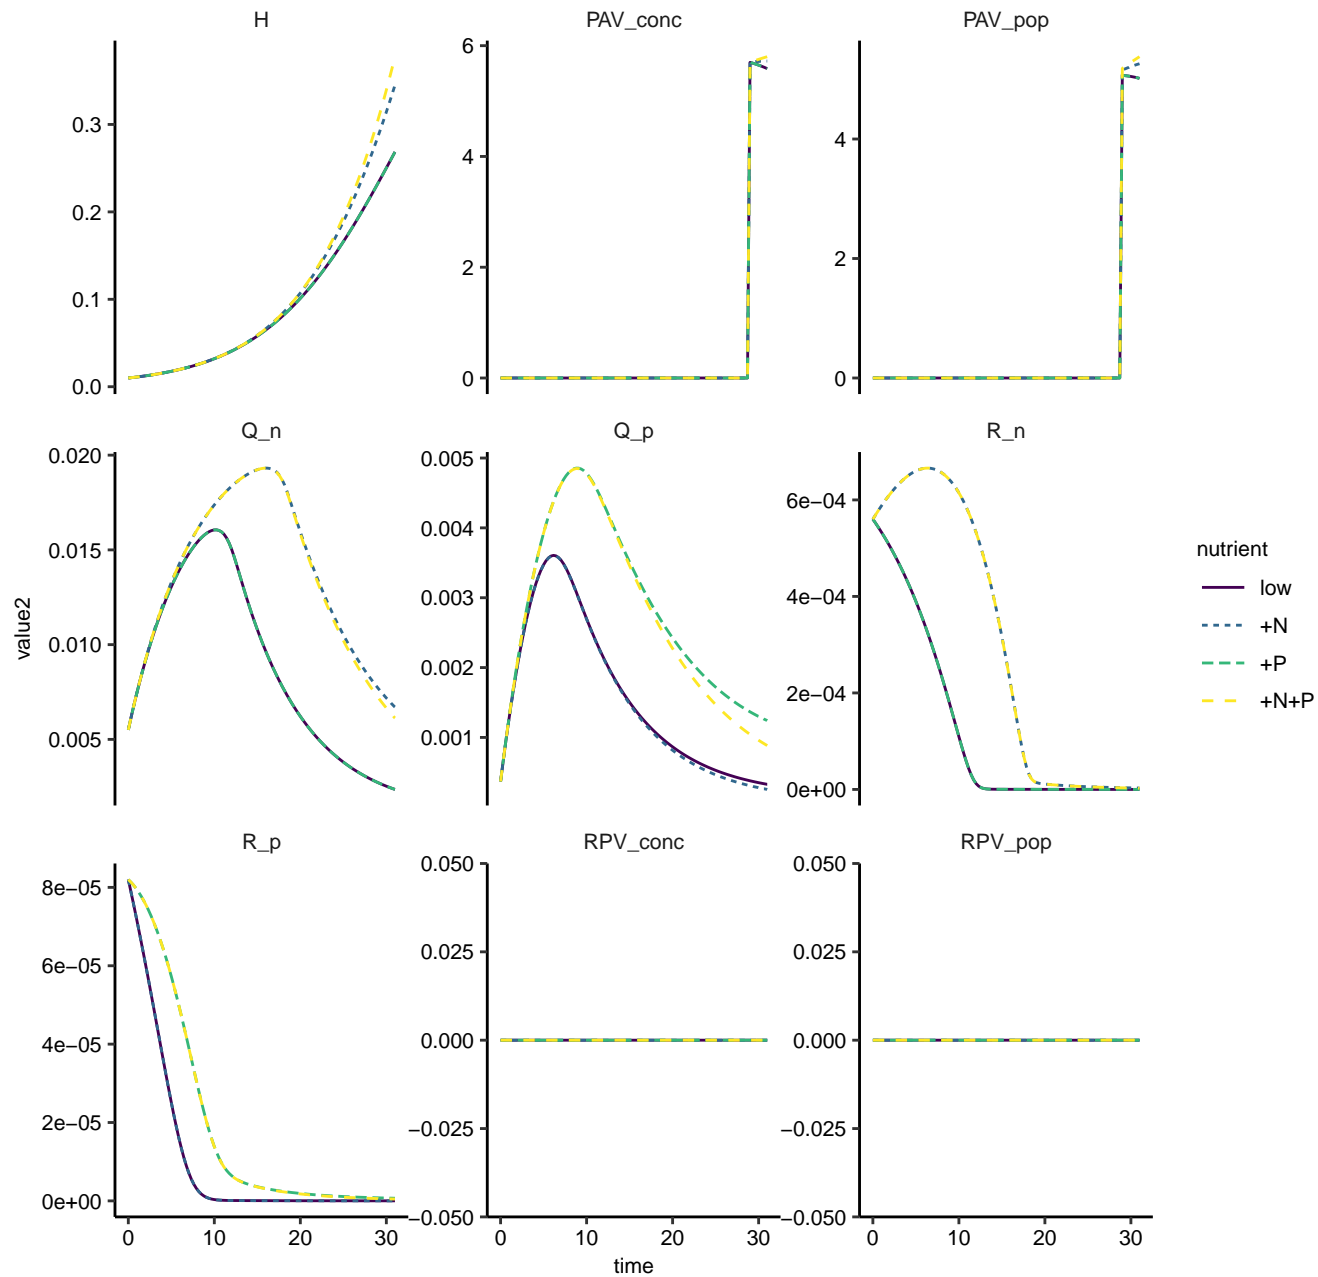 H
PAV_conc
PAV_pop
0.3
0.2
0.1
0.0
6
4
2
0
4
2
0
Q_n
Q_p
R_n
0.020
0.015
0.010
0.005
0.005
0.004
0.003
0.002
0.001
6e−04
4e−04
2e−04
0e+00
R_p
RPV_conc
RPV_pop
8e−05
6e−05
4e−05
2e−05
0e+00
0.050
0.025
0.000
−0.025
−0.050
0.050
0.025
0.000
−0.025
−0.050
0 10 20 30
0 10 20 30
0 10 20 30
time
value2
nutrient
low
+N
+P
+N+P